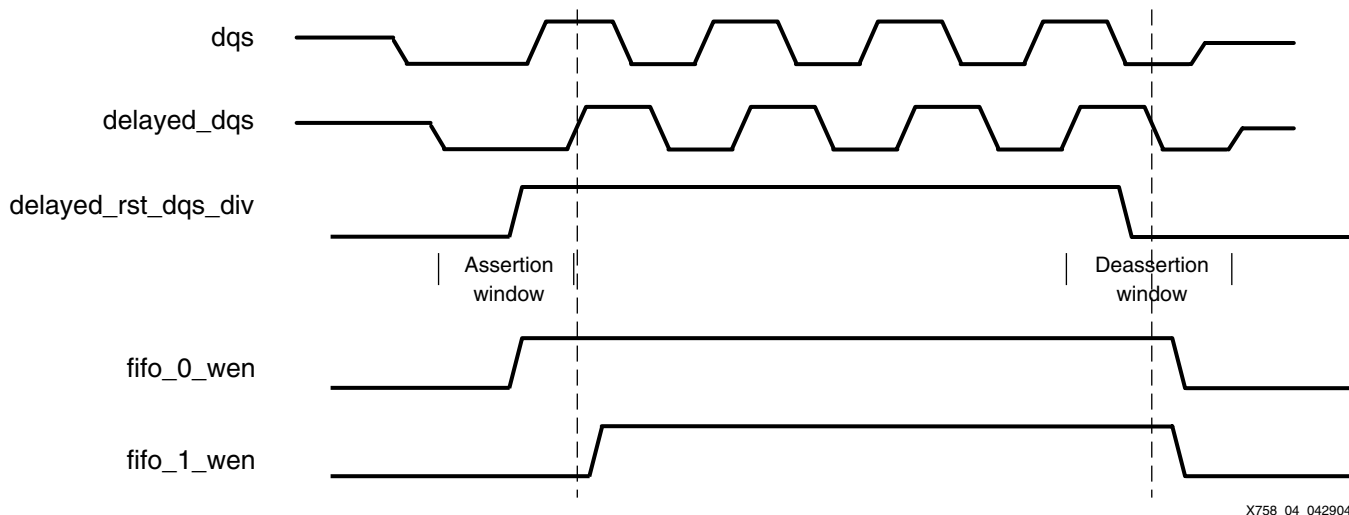 dqs
delayed_dqs
delayed_rst_dqs_div
Assertion
window
Deassertion
window
fifo_0_wen
fifo_1_wen
X758_04_042904